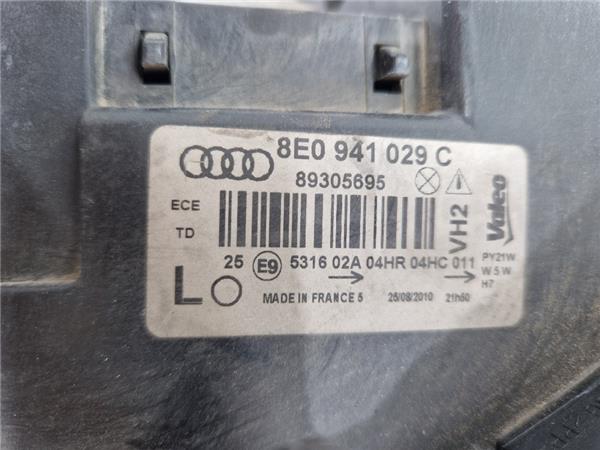 8E0 941 029 C
89305695
ECE
TD
VH2
Valeo
25 E9 5316 02A 04HR 04HC 011
PY21W
W5W
H7
L
MADE IN FRANCE 5 25/08/2010 21h50